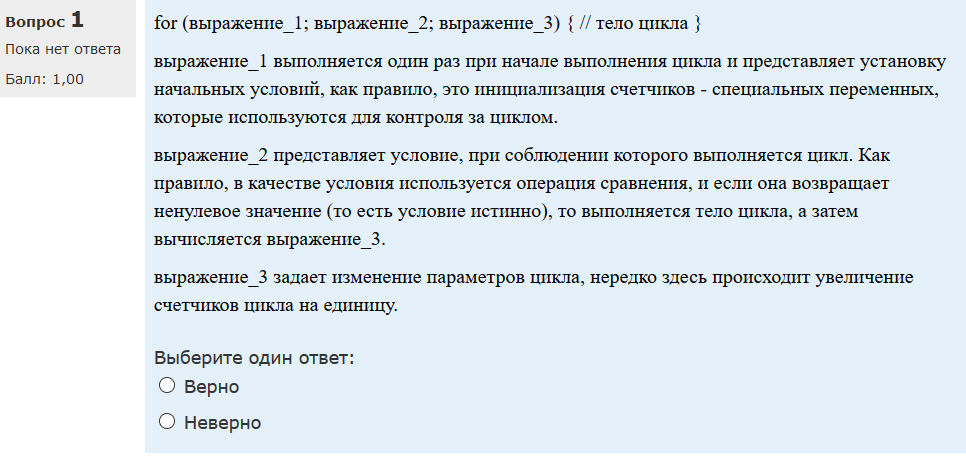 Вопрос 1
Пока нет ответа
Балл: 1,00
for (выражение_1; выражение_2; выражение_3) { // тело цикла }
выражение_1 выполняется один раз при начале выполнения цикла и представляет установку
начальных условий, как правило, это инициализация счетчиков - специальных переменных,
которые используются для контроля за циклом.
выражение_2 представляет условие, при соблюдении которого выполняется цикл. Как
правило, в качестве условия используется операция сравнения, и если она возвращает
ненулевое значение (то есть условие истинно), то выполняется тело цикла, а затем
вычисляется выражение_3.
выражение_3 задает изменение параметров цикла, нередко здесь происходит увеличение
счетчиков цикла на единицу.
Выберите один ответ:
Верно
Неверно